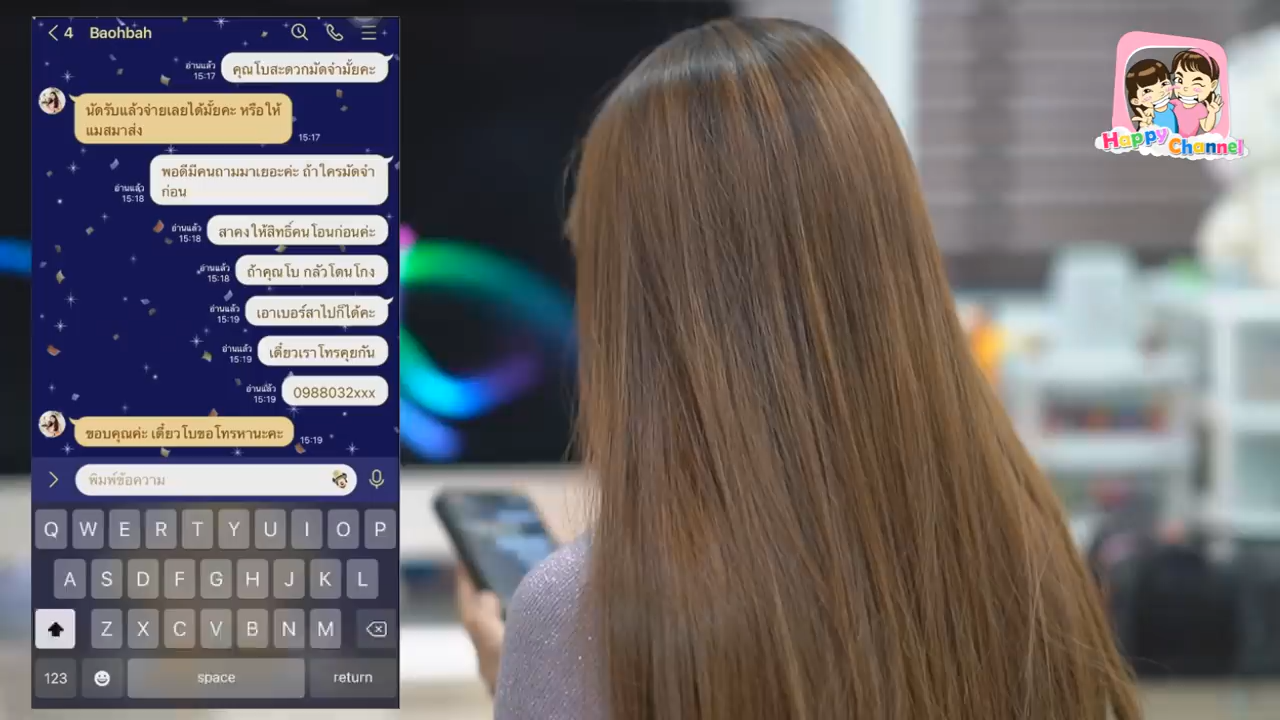 4 Baohbah
อ่านแล้ว
15:17
คุณโบสะดวกมัดจำมั้ยคะ
นัดรับแล้วจ่ายเลยได้มั้ยคะ หรือให้
แมสมาส่ง
15:17
พอดีมีคนถามมาเยอะค่ะ ถ้าใครมัดจำ
ก่อน
อ่านแล้ว
15:18
สาคงให้สิทธิ์คนโอนก่อนค่ะ
อ่านแล้ว
15:18
ถ้าคุณโบ กลัวโดนโกง
อ่านแล้ว
15:18
เอาเบอร์สาไปก็ได้คะ
อ่านแล้ว
15:19
เดี๋ยวเราโทรคุยกัน
อ่านแล้ว
15:19
0988032xxx
อ่านแล้ว
15:19
ขอบคุณค่ะ เดี๋ยวโบขอโทรหานะคะ
15:19
พิมพ์ข้อความ
Q W E R T Y U I O P
A S D F G H J K L
Z X C V B N M
123 space return
Happy Channel